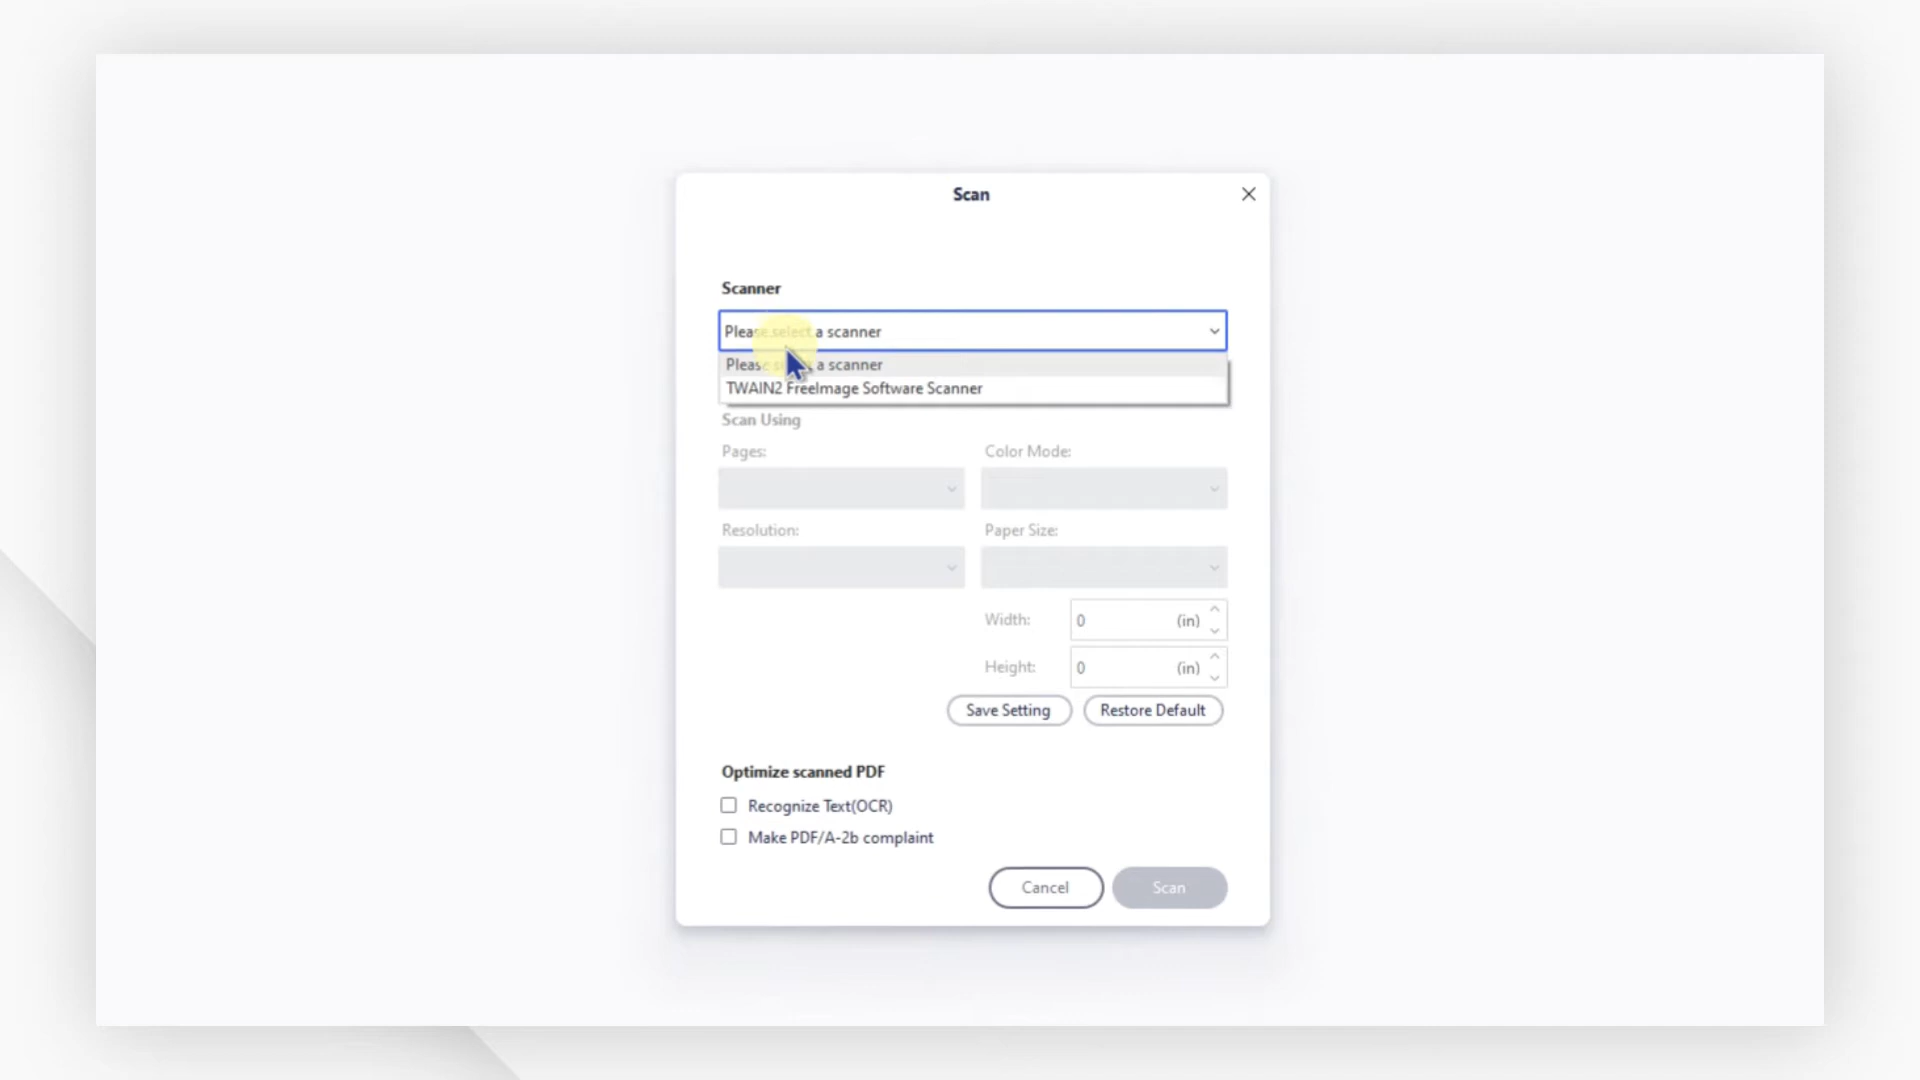 Scan
Scanner
Please select a scanner
Please select a scanner
TWAIN2 FreeImage Software Scanner
Scan Using
Pages:
Color Mode:
Resolution:
Paper Size:
Width:
0
(in)
Height:
0
(in)
Save Setting
Restore Default
Optimize scanned PDF
Recognize Text(OCR)
Make PDF/A-2b complaint
Cancel
Scan